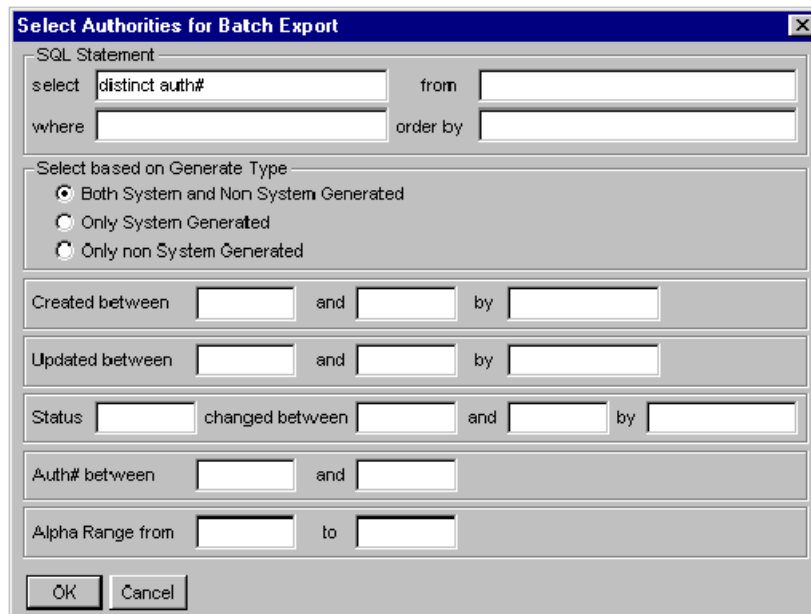 Select Authorities for Batch Export
SQL Statement
select distinct auth# from
where order by
Select based on Generate Type
Both System and Non System Generated
Only System Generated
Only non System Generated
Created between and by
Updated between and by
Status changed between and by
Auth# between and
Alpha Range from to
OK Cancel